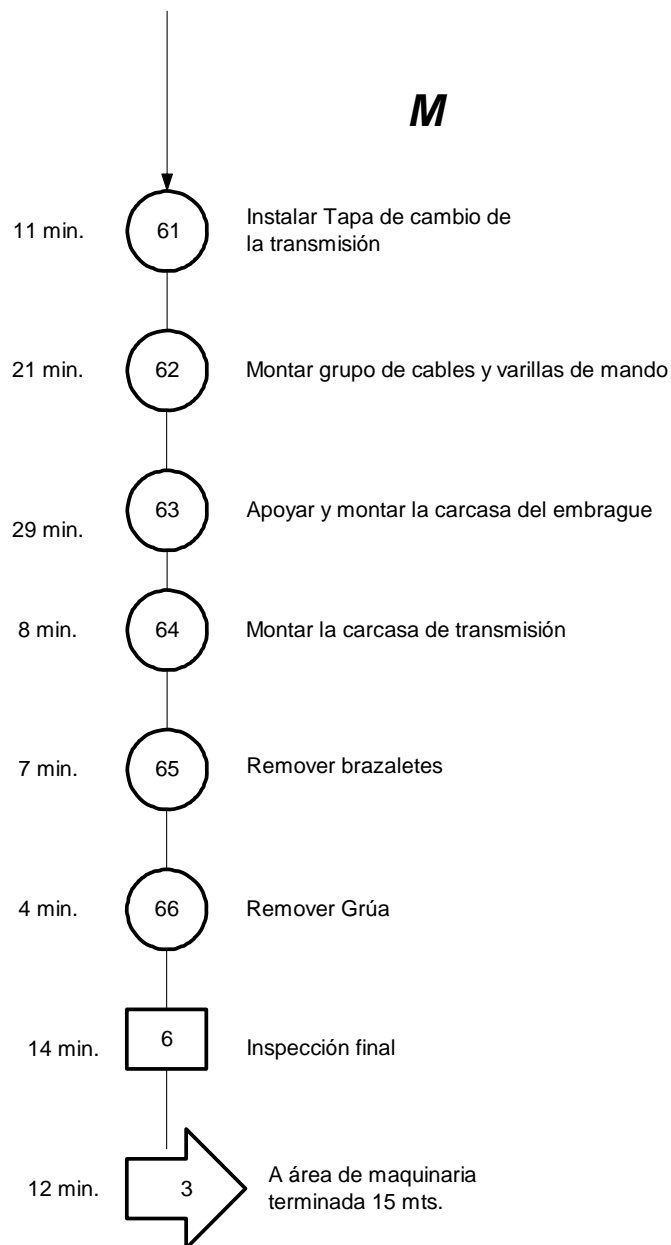 M
11 min.
61
Instalar Tapa de cambio de
la transmisión
21 min.
62
Montar grupo de cables y varillas de mando
29 min.
63
Apoyar y montar la carcasa del embrague
8 min.
64
Montar la carcasa de transmisión
7 min.
65
Remover brazaletes
4 min.
66
Remover Grúa
14 min.
6
Inspección final
12 min.
3
A área de maquinaria
terminada 15 mts.